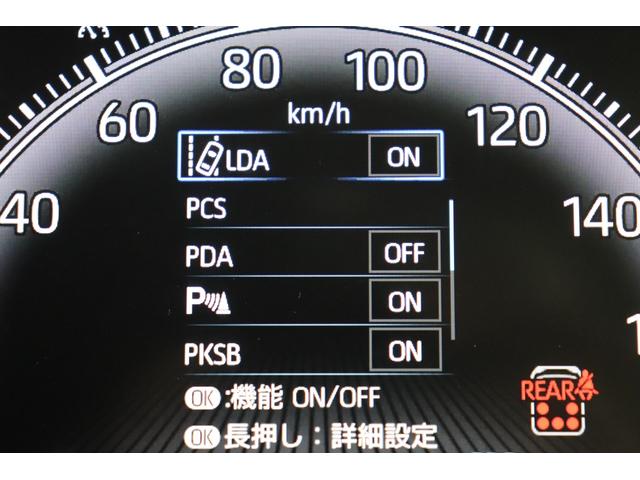 80 100
60 km/h 120
LDA ON
40 PCS 140
PDA OFF
P ON
PKSB ON
REAR
OK:機能 ON/OFF
OK長押し：詳細設定